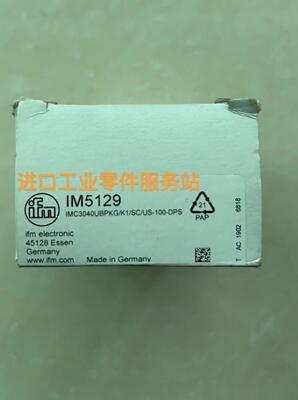 进口工业零件服务站
ifm
IM5129
IMC3040UBPKG/K1/SC/US-100-DPS
21
PAP
ifm electronic
45128 Essen
Germany
www.ifm.com
Made in Germany
T AC 1902 6818